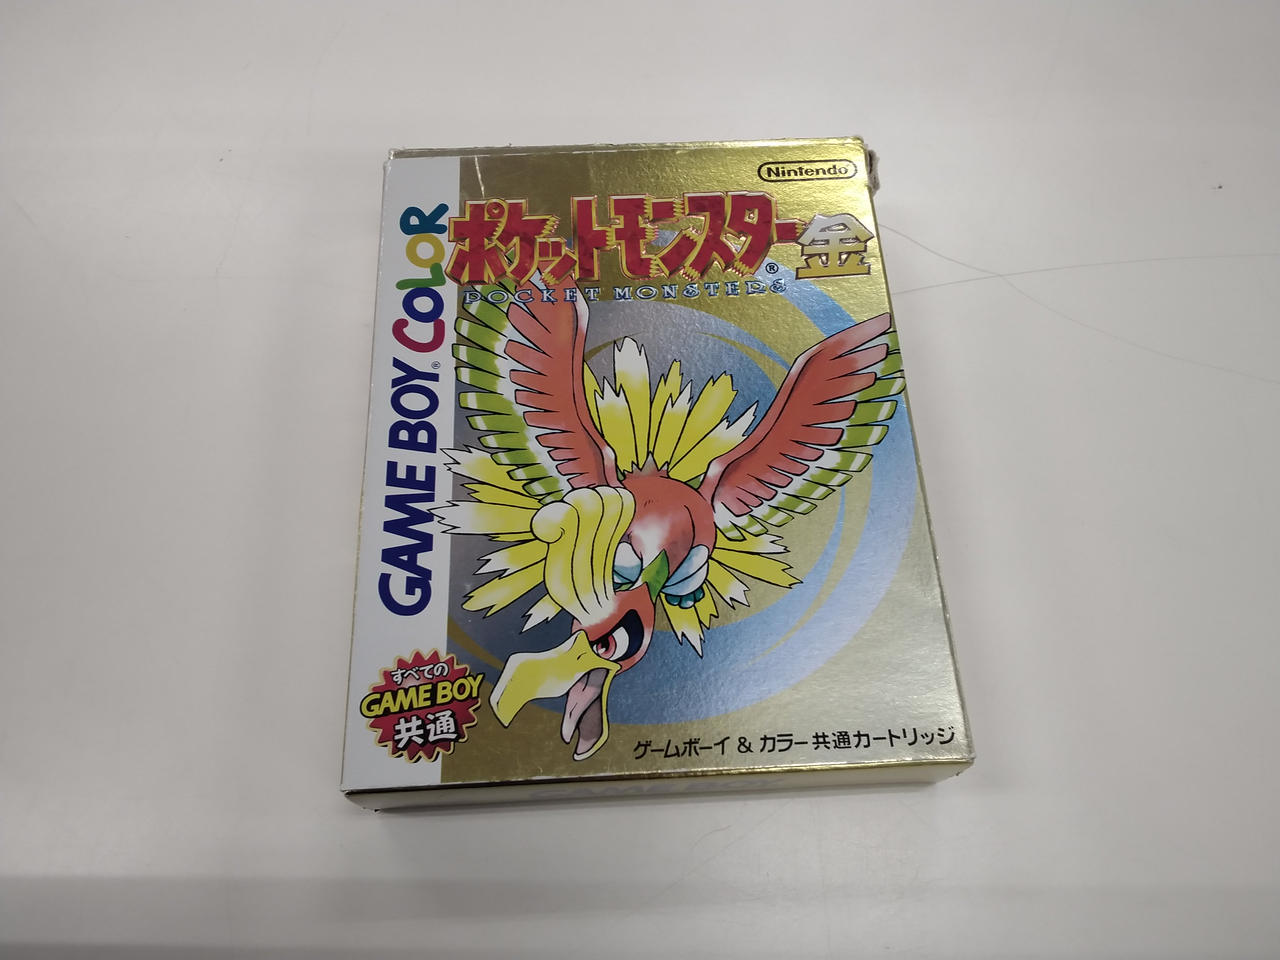 Nintendo
ポケットモンスター金
®
POCKET MONSTERS
GAME BOY® COLOR
すべての
GAME BOY
共通
ゲームボーイ & カラー共通カートリッジ
GAME BOY